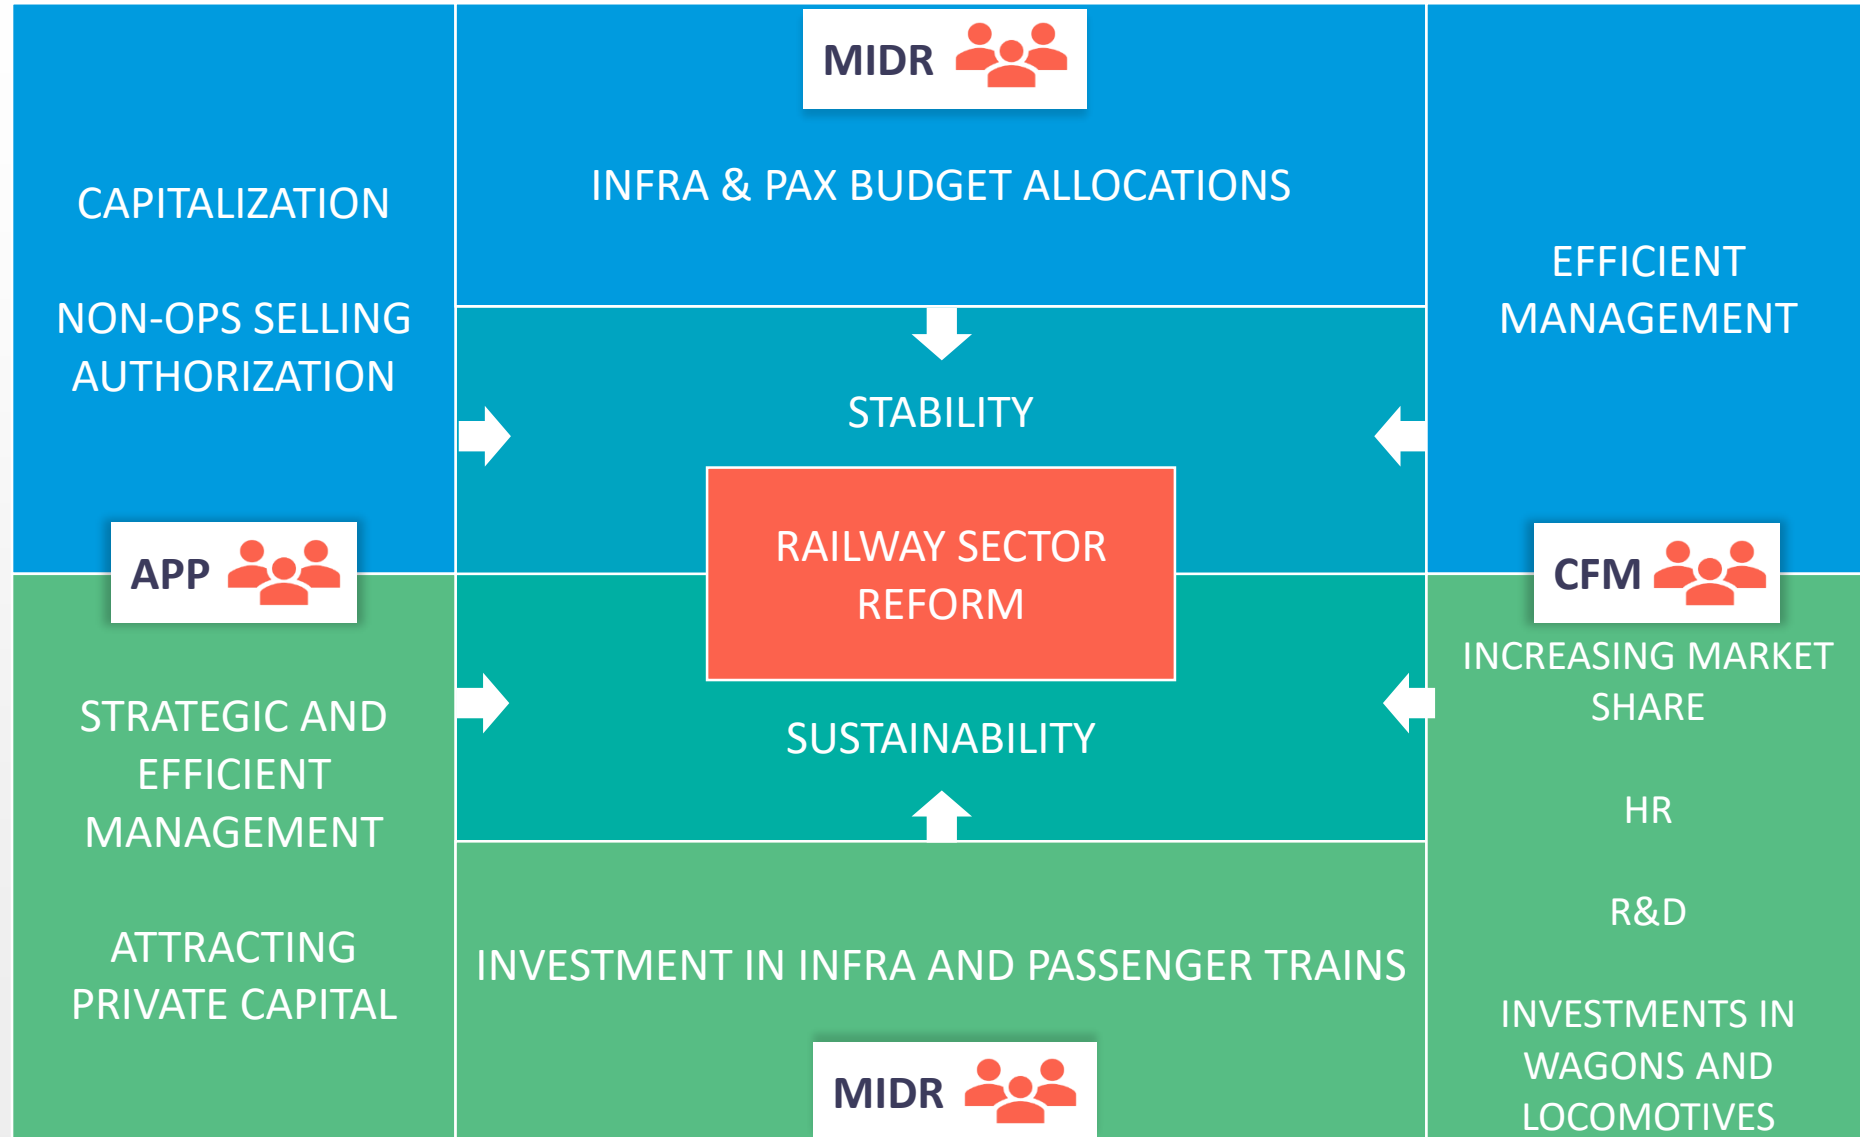 MIDR
INFRA & PAX BUDGET ALLOCATIONS
CAPITALIZATION
NON-OPS SELLING
AUTHORIZATION
EFFICIENT
MANAGEMENT
STABILITY
RAILWAY SECTOR
REFORM
APP
CFM
STRATEGIC AND
EFFICIENT
MANAGEMENT
ATTRACTING
PRIVATE CAPITAL
SUSTAINABILITY
INCREASING MARKET
SHARE
HR
R&D
INVESTMENTS IN
WAGONS AND
LOCOMOTIVES
INVESTMENT IN INFRA AND PASSENGER TRAINS
MIDR